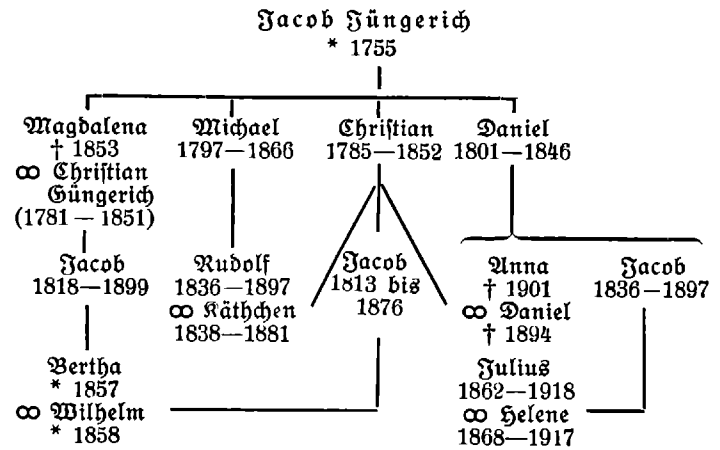 Jacob Jüngerich
* 1755
Magdalena
† 1853
∞ Christian
Güngerich
(1781 — 1851)
Michael
1797—1866
Christian
1785—1852
Daniel
1801—1846
Jacob
1818—1899
Rudolf
1836—1897
∞ Käthchen
1838—1881
Jacob
1813 bis
1876
Anna
† 1901
∞ Daniel
† 1894
Jacob
1836—1897
Bertha
* 1857
∞ Wilhelm
* 1858
Julius
1862—1918
∞ Helene
1868—1917